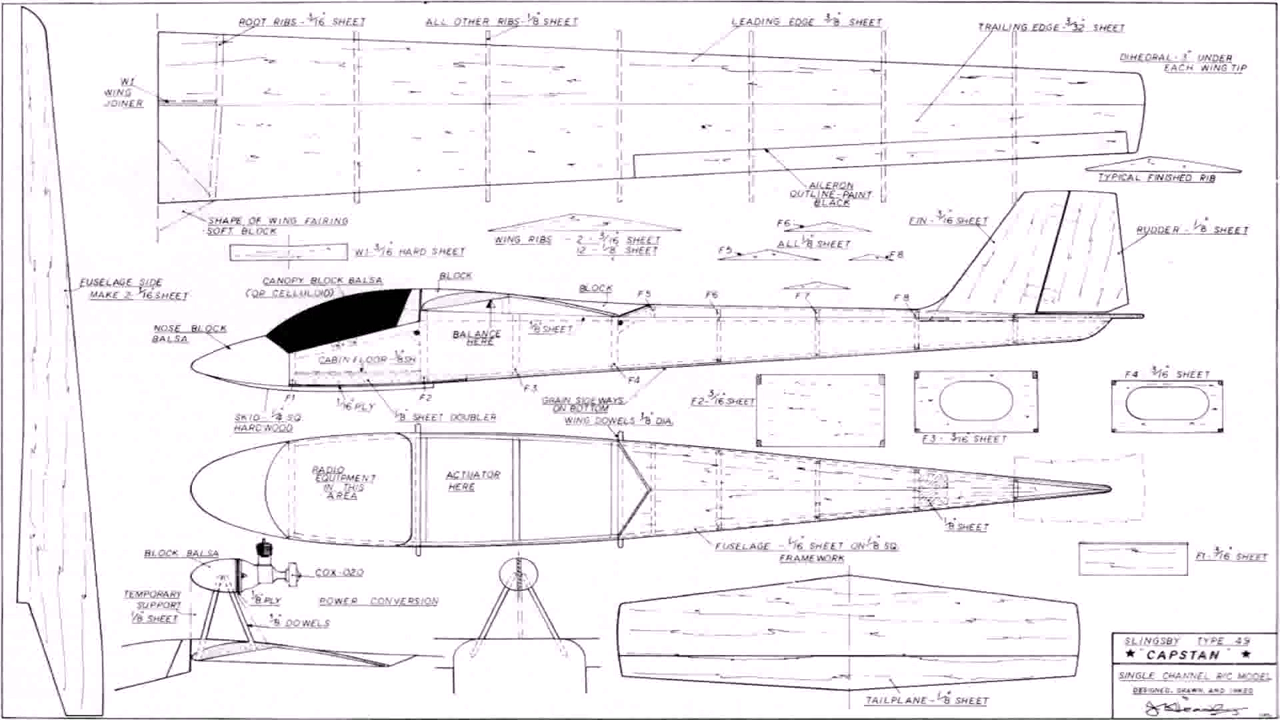 ROOT RIBS - 3/16" SHEET
ALL OTHER RIBS - 1/8" SHEET
LEADING EDGE 3/8" SHEET
TRAILING EDGE - 3/32" SHEET
DIHEDRAL - 3" UNDER
EACH WING TIP
W1
WING
JOINER
AILERON
OUTLINE - PAINT
BLACK
TYPICAL FINISHED RIB
SHAPE OF WING FAIRING
SOFT BLOCK
W1 - 3/16" HARD SHEET
WING RIBS - 2 - 3/16" SHEET
12 - 1/8" SHEET
F6
ALL 1/8" SHEET
F5
F8
FIN - 3/16" SHEET
RUDDER - 1/8" SHEET
FUSELAGE SIDE
MAKE 2 - 1/16" SHEET
CANOPY BLOCK BALSA
(OR CELLULOID)
BLOCK
BLOCK
F5
F6
F7
F8
NOSE BLOCK
BALSA
BALANCE
HERE
1/8" SHEET
CABIN FLOOR - 1/8" SH
F1
1/16" PLY
F2
F3
F4
SKID - 1/4" SQ.
HARDWOOD
1/8" SHEET DOUBLER
GRAIN SIDEWAYS
ON BOTTOM
WING DOWELS 1/8" DIA.
F2 - 3/16" SHEET
F3 - 3/16" SHEET
F4 3/16" SHEET
RADIO
EQUIPMENT
IN THIS
AREA
ACTUATOR
HERE
1/8" SHEET
FUSELAGE - 1/16" SHEET ON 1/8" SQ.
FRAMEWORK
F1 - 3/16" SHEET
BLOCK BALSA
COX-020
1/8" PLY
POWER CONVERSION
TEMPORARY
SUPPORT
1/8" SHEET
1/8" DOWELS
TAILPLANE - 1/8" SHEET
SLINGSBY TYPE 49
★ "CAPSTAN" ★
SINGLE CHANNEL R/C MODEL
DESIGNED, DRAWN, AND INKED